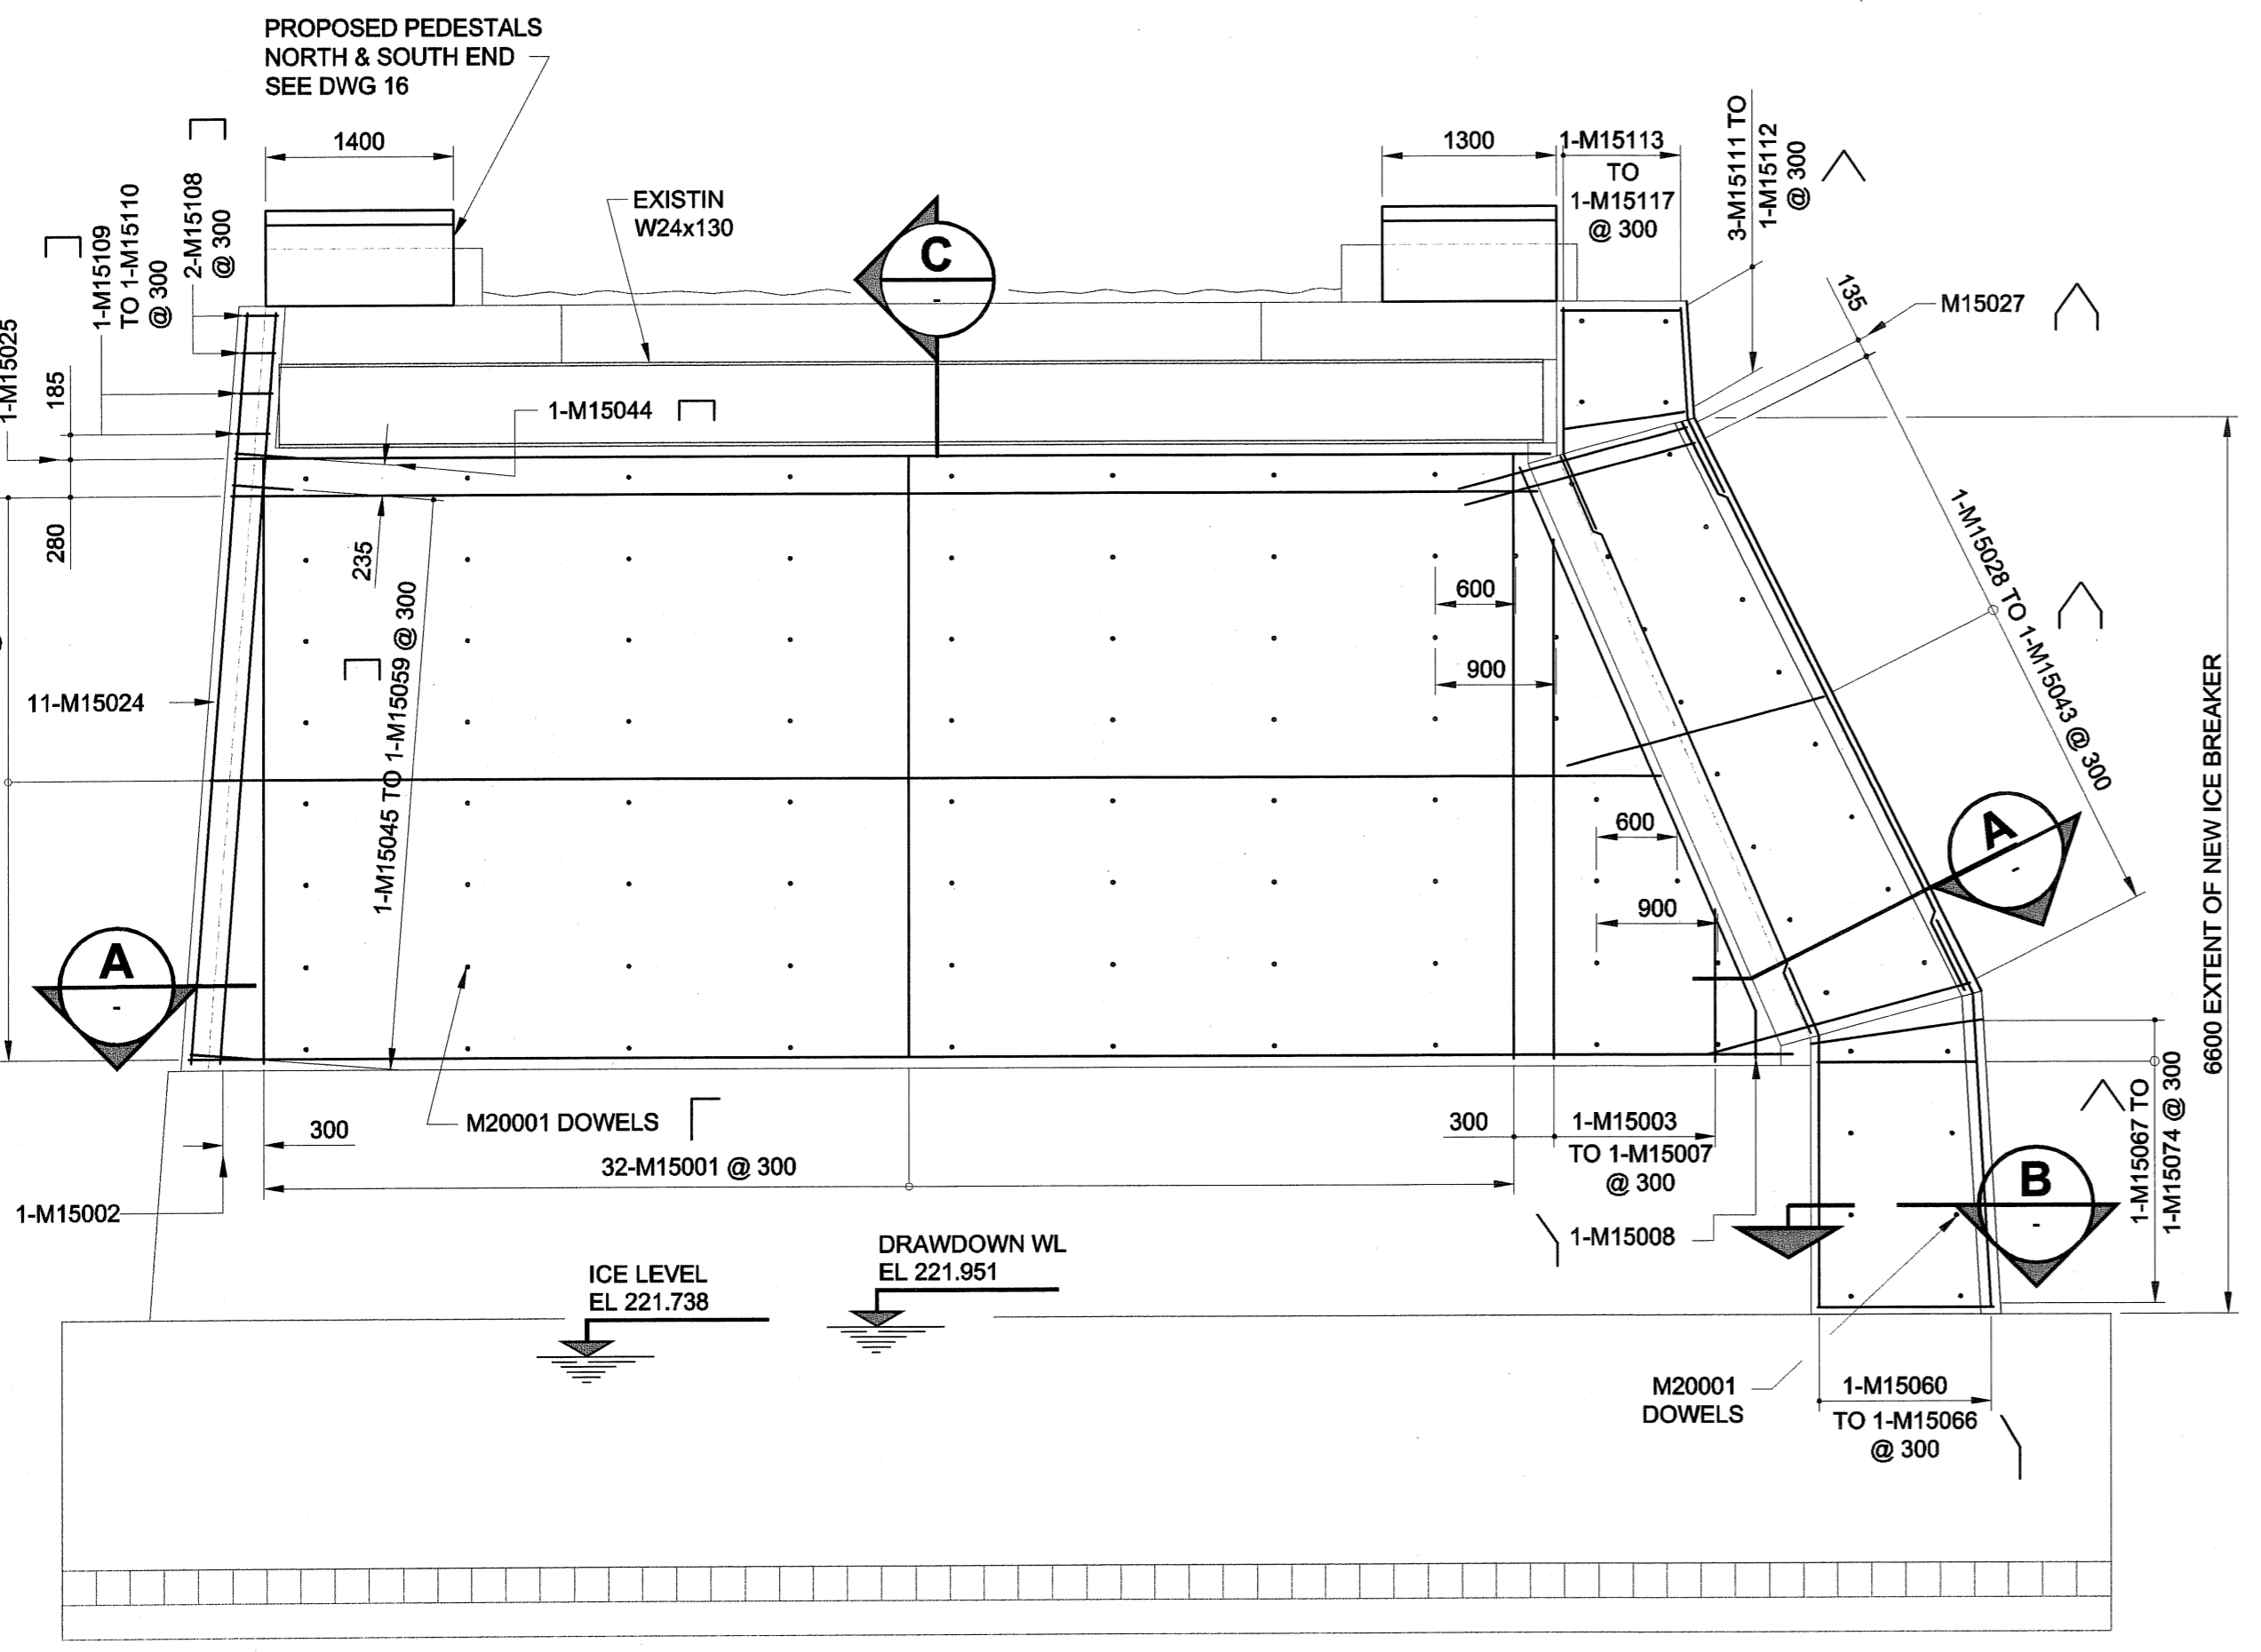 PROPOSED PEDESTALS
NORTH & SOUTH END
SEE DWG 16
1400
1300
1-M15113
TO
1-M15117
@ 300
3-M15111 TO
1-M15112
@ 300
1-M15109
TO 1-M15110
@ 300
2-M15108
@ 300
EXISTIN
W24x130
C
-
135
M15027
1-M15025
185
280
1-M15044
235
1-M15045 TO 1-M15059 @ 300
600
900
1-M15028 TO 1-M15043 @ 300
11-M15024
6600 EXTENT OF NEW ICE BREAKER
600
900
A
-
A
-
M20001 DOWELS
300
32-M15001 @ 300
1-M15002
300
1-M15003
TO 1-M15007
@ 300
1-M15008
1-M15067 TO
1-M15074 @ 300
B
-
ICE LEVEL
EL 221.738
DRAWDOWN WL
EL 221.951
M20001
DOWELS
1-M15060
TO 1-M15066
@ 300